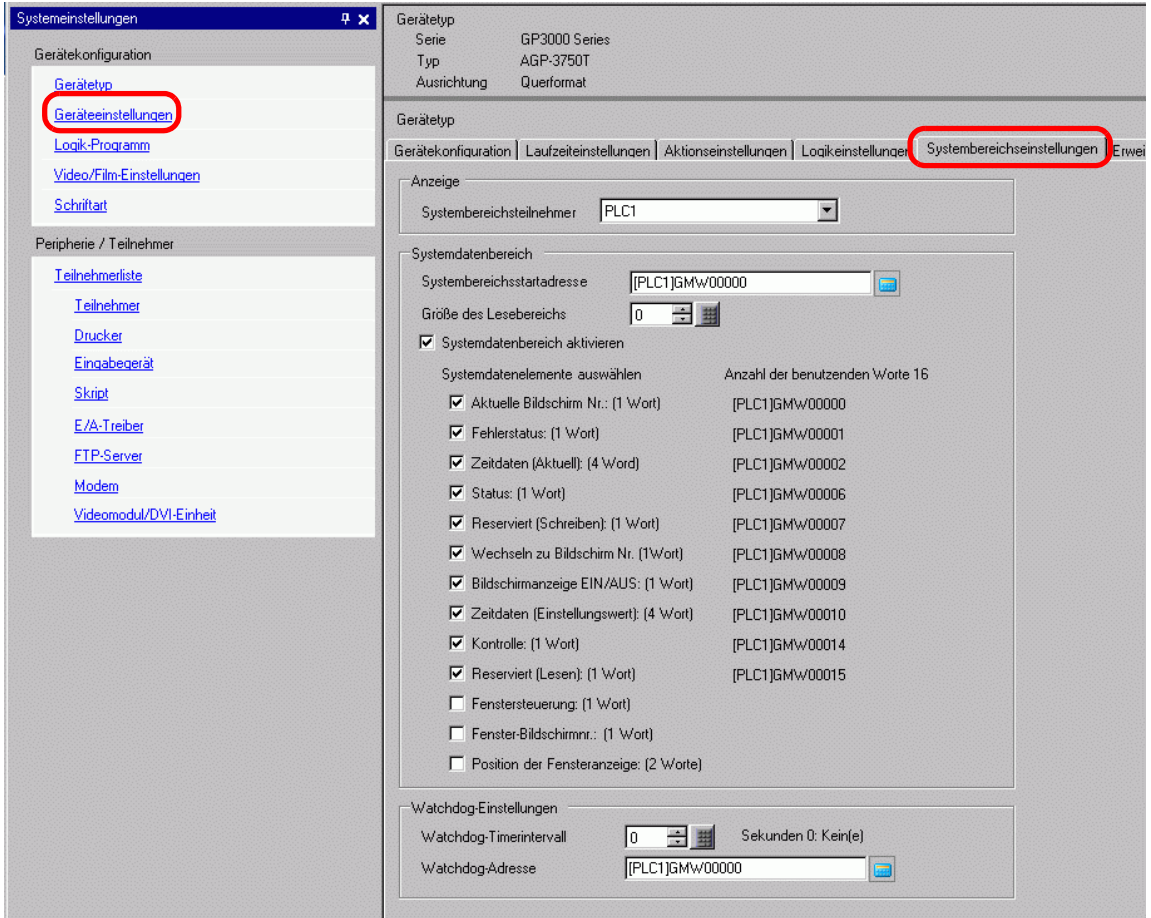 Systemeinstellungen
Gerätekonfiguration
Gerätetyp
Geräteeinstellungen
Logik-Programm
Video/Film-Einstellungen
Schriftart
Peripherie / Teilnehmer
Teilnehmerliste
Teilnehmer
Drucker
Eingabegerät
Skript
E/A-Treiber
FTP-Server
Modem
Videomodul/DVI-Einheit
Gerätetyp
Serie GP3000 Series
Typ AGP-3750T
Ausrichtung Querformat
Gerätetyp
Gerätekonfiguration Laufzeiteinstellungen Aktionseinstellungen Logikeinstellungen Systembereichseinstellungen Erwei
Anzeige
Systembereichsteilnehmer PLC1
Systemdatenbereich
Systembereichsstartadresse [PLC1]GMW00000
Größe des Lesebereichs 0
Systemdatenbereich aktivieren
Systemdatenelemente auswählen Anzahl der benutzenden Worte 16
Aktuelle Bildschirm Nr.: (1 Wort) [PLC1]GMW00000
Fehlerstatus: (1 Wort) [PLC1]GMW00001
Zeitdaten (Aktuell): (4 Word) [PLC1]GMW00002
Status: (1 Wort) [PLC1]GMW00006
Reserviert (Schreiben): (1 Wort) [PLC1]GMW00007
Wechseln zu Bildschirm Nr. (1Wort) [PLC1]GMW00008
Bildschirmanzeige EIN/AUS: (1 Wort) [PLC1]GMW00009
Zeitdaten (Einstellungswert): (4 Wort) [PLC1]GMW00010
Kontrolle: (1 Wort) [PLC1]GMW00014
Reserviert (Lesen): (1 Wort) [PLC1]GMW00015
Fenstersteuerung: (1 Wort)
Fenster-Bildschirmnr.: (1 Wort)
Position der Fensteranzeige: (2 Worte)
Watchdog-Einstellungen
Watchdog-Timerintervall 0 Sekunden 0: Kein(e)
Watchdog-Adresse [PLC1]GMW00000